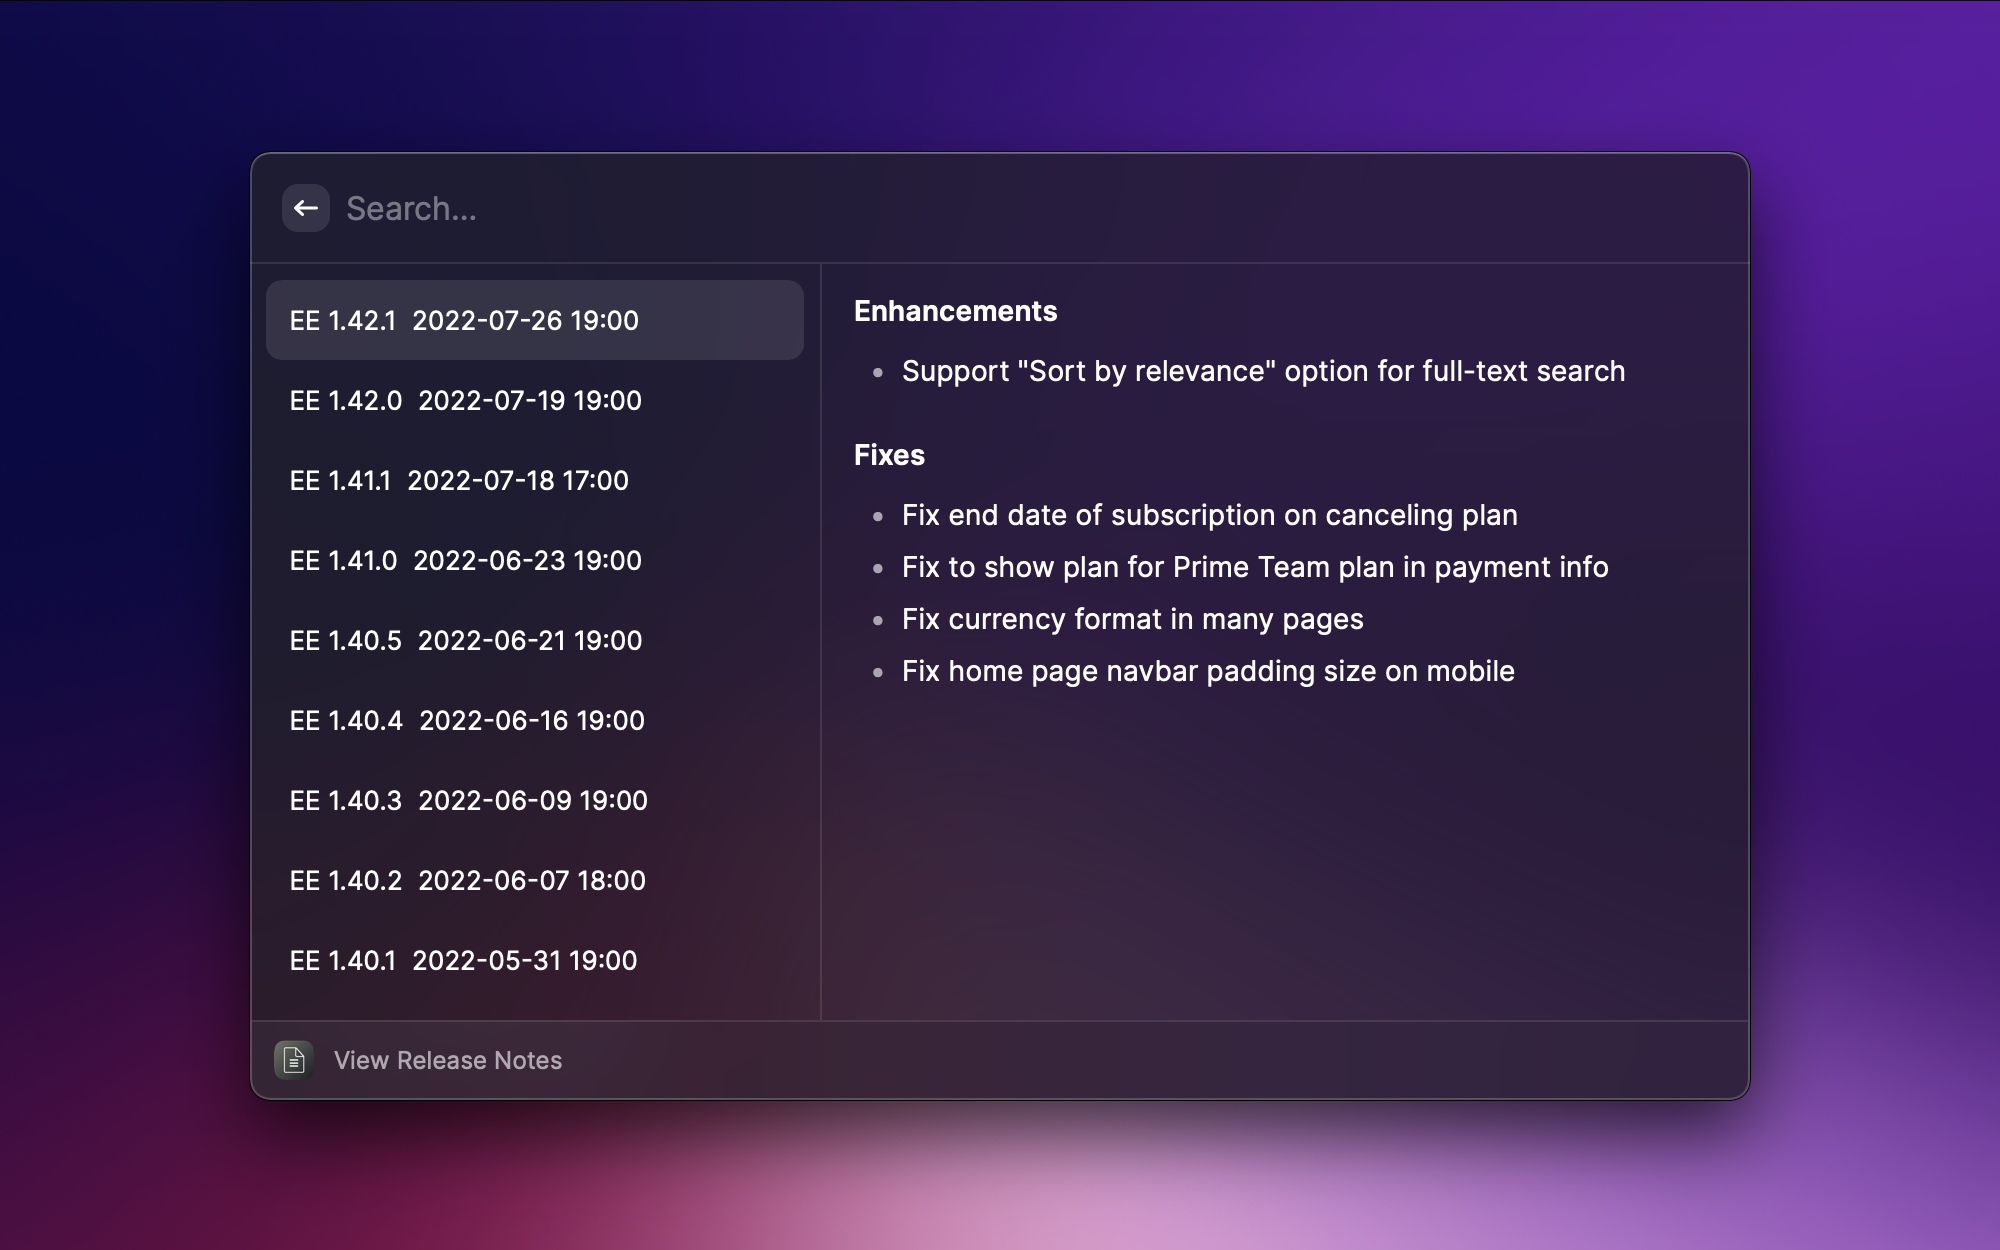 Search...
EE 1.42.1 2022-07-26 19:00
EE 1.42.0 2022-07-19 19:00
EE 1.41.1 2022-07-18 17:00
EE 1.41.0 2022-06-23 19:00
EE 1.40.5 2022-06-21 19:00
EE 1.40.4 2022-06-16 19:00
EE 1.40.3 2022-06-09 19:00
EE 1.40.2 2022-06-07 18:00
EE 1.40.1 2022-05-31 19:00
Enhancements
Support "Sort by relevance" option for full-text search
Fixes
Fix end date of subscription on canceling plan
Fix to show plan for Prime Team plan in payment info
Fix currency format in many pages
Fix home page navbar padding size on mobile
View Release Notes